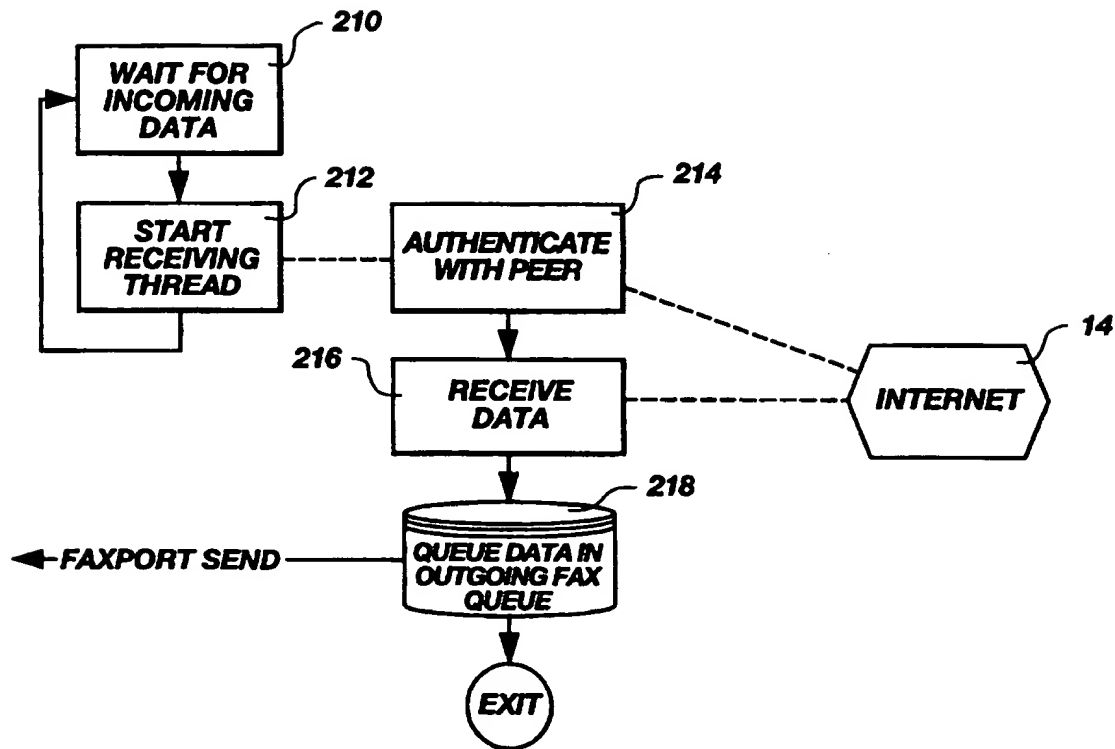 210
WAIT FOR
INCOMING
DATA
212
START
RECEIVING
THREAD
214
AUTHENTICATE
WITH PEER
14
INTERNET
216
RECEIVE
DATA
218
QUEUE DATA IN
OUTGOING FAX
QUEUE
FAXPORT SEND
EXIT